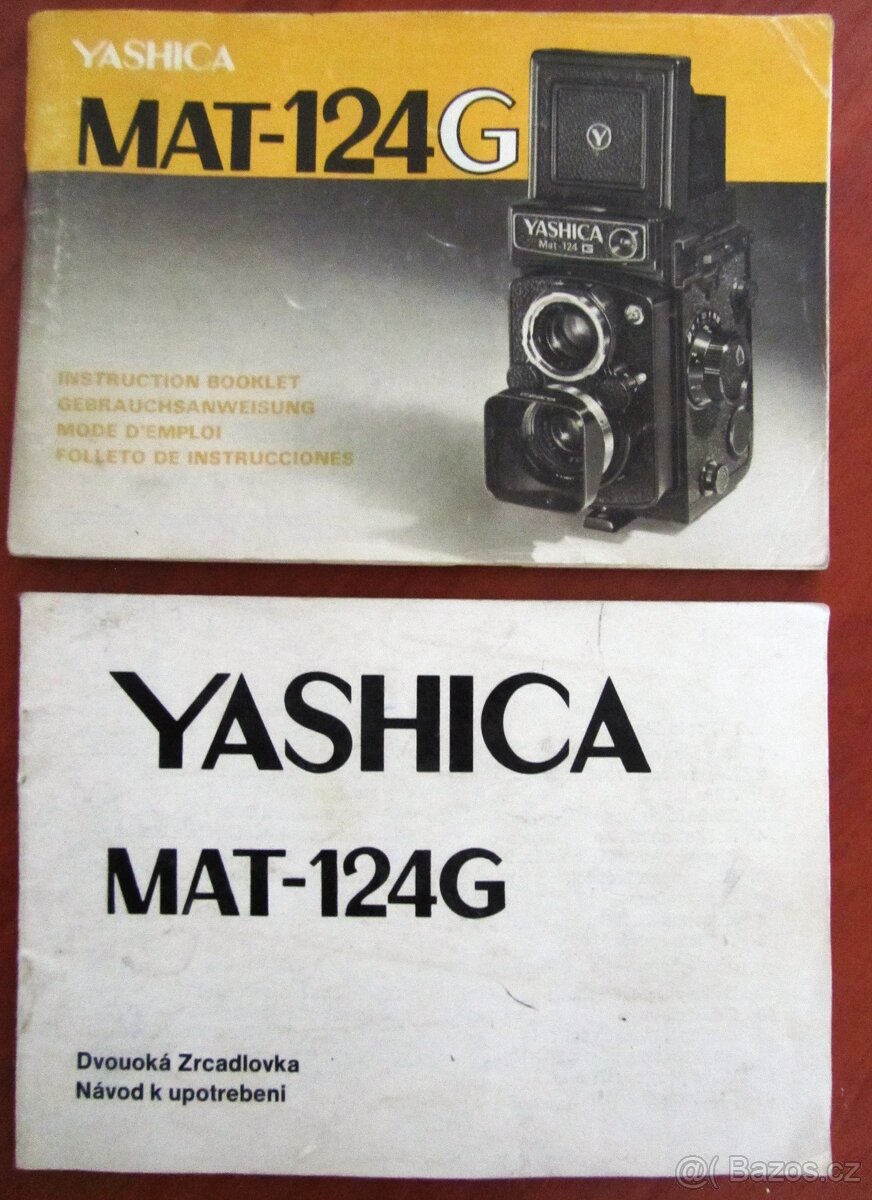 YASHICA
MAT-124G
YASHICA
Mat-124 G
INSTRUCTION BOOKLET
GEBRAUCHSANWEISUNG
MODE D'EMPLOI
FOLLETO DE INSTRUCCIONES
YASHICA
MAT-124G
Dvouoká Zrcadlovka
Návod k upotrebeni
@( Bazos.cz